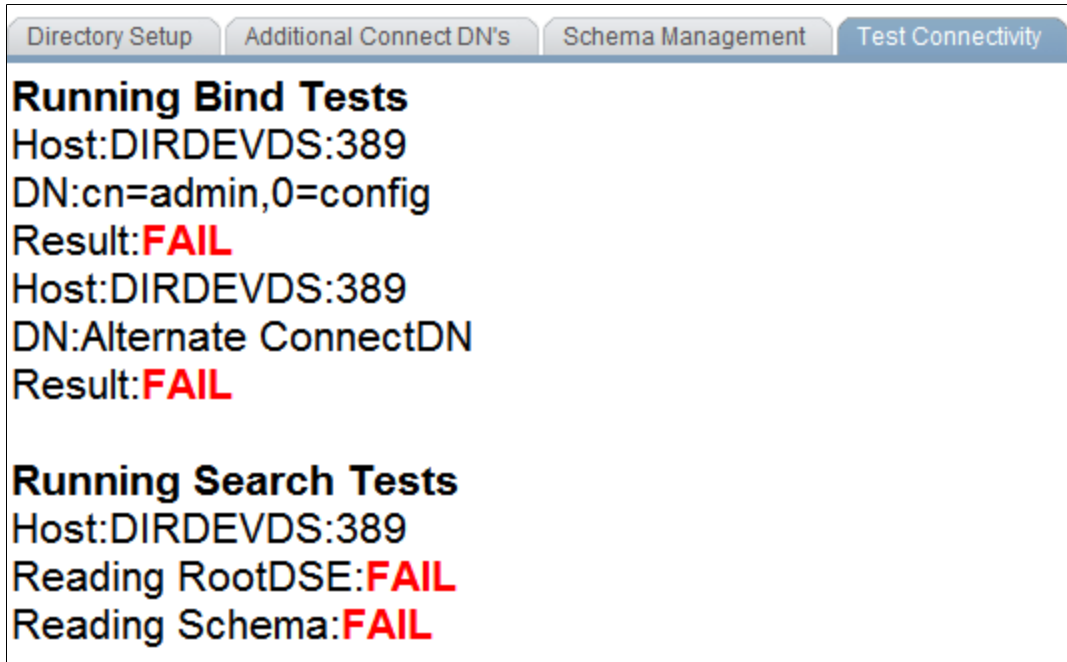 Directory Setup Additional Connect DN's Schema Management Test Connectivity
Running Bind Tests
Host:DIRDEVDS:389
DN:cn=admin,0=config
Result:FAIL
Host:DIRDEVDS:389
DN:Alternate ConnectDN
Result:FAIL
Running Search Tests
Host:DIRDEVDS:389
Reading RootDSE:FAIL
Reading Schema:FAIL